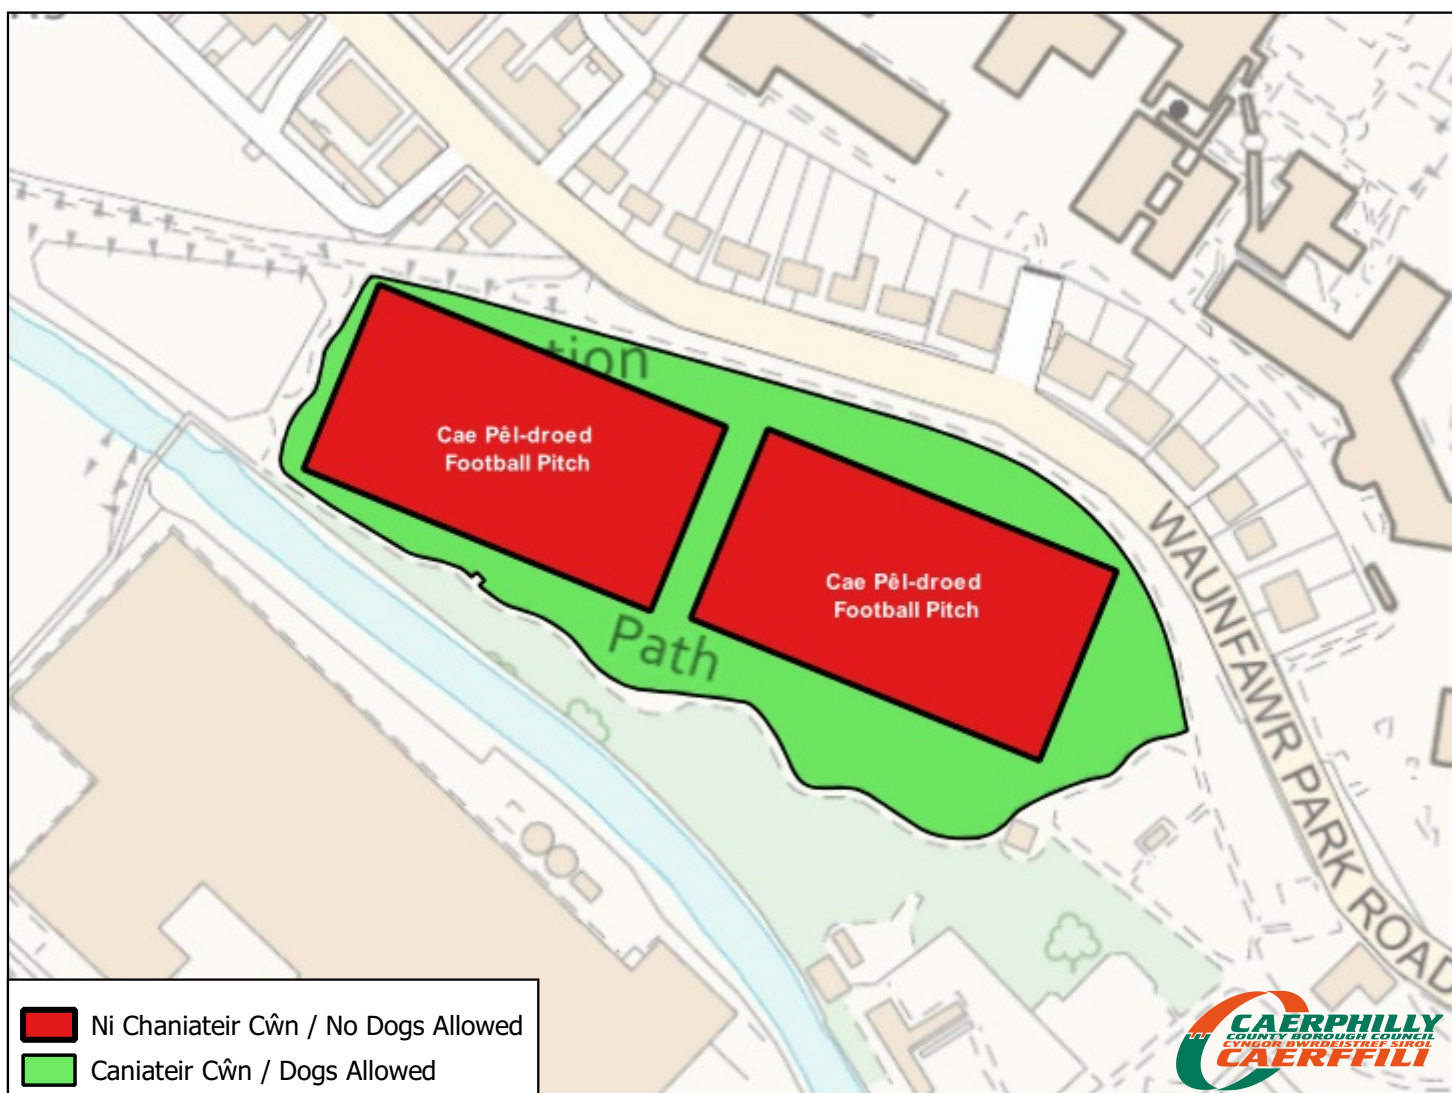 tion
Cae Pêl-droed
Football Pitch
Cae Pêl-droed
Football Pitch
Path
WAUNFAWR PARK ROAD
Ni Chaniateir Cŵn / No Dogs Allowed
Caniateir Cŵn / Dogs Allowed
CAERPHILLY
COUNTY BOROUGH COUNCIL
CYNGOR BWRDEISTREF SIROL
CAERFFILI